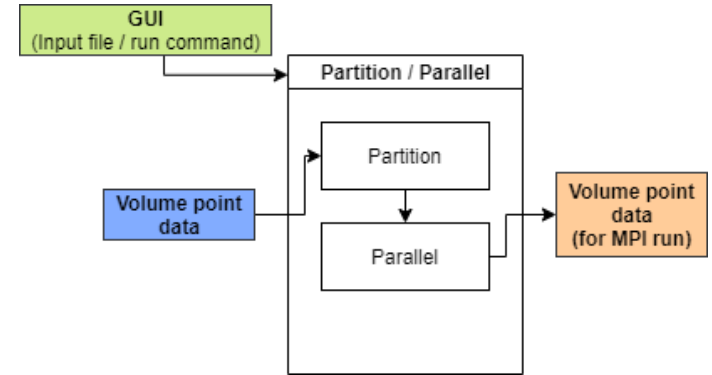 GUI
(Input file / run command)
Partition / Parallel
Partition
Volume point
data
Parallel
Volume point
data
(for MPI run)